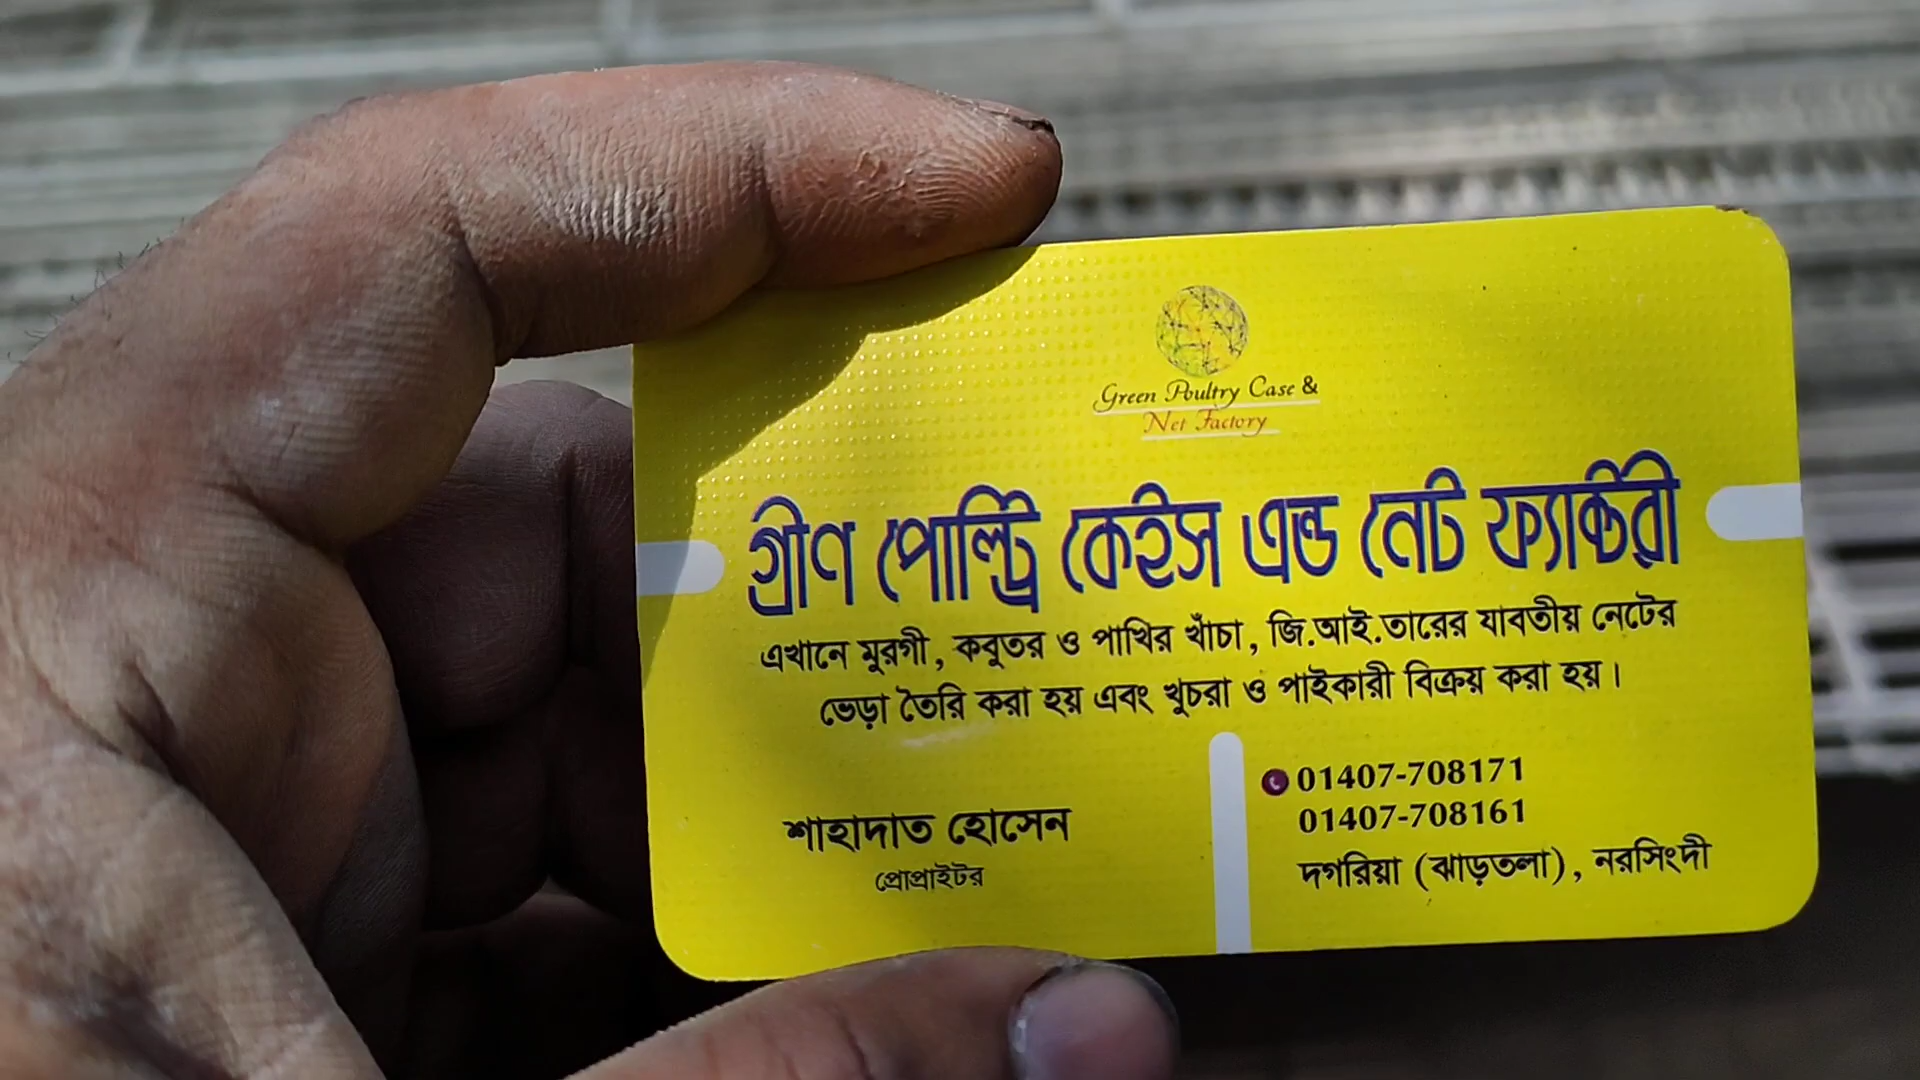 Green Poultry Case &
Net Factory
গ্রীণ পোল্ট্রি কেইস এন্ড নেট ফ্যাক্টরী
এখানে মুরগী, কবুতর ও পাখির খাঁচা, জি.আই.তারের যাবতীয় নেটের
ভেড়া তৈরি করা হয় এবং খুচরা ও পাইকারী বিক্রয় করা হয়।
শাহাদাত হোসেন
প্রোপ্রাইটর
01407-708171
01407-708161
দগরিয়া (ঝাড়তলা), নরসিংদী